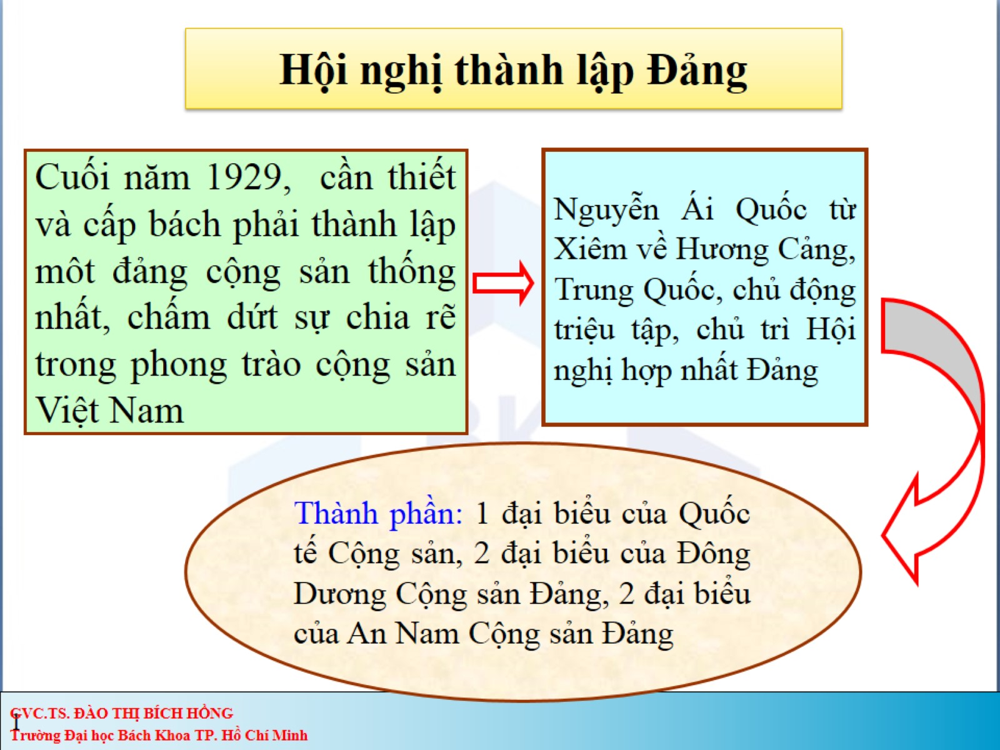 Hội nghị thành lập Đảng
Cuối năm 1929, cần thiết
và cấp bách phải thành lập
môt đảng cộng sản thống
nhất, chấm dứt sự chia rẽ
trong phong trào cộng sản
Việt Nam
Nguyễn Ái Quốc từ
Xiêm về Hương Cảng,
Trung Quốc, chủ động
triệu tập, chủ trì Hội
nghị hợp nhất Đảng
Thành phần: 1 đại biểu của Quốc
tế Cộng sản, 2 đại biểu của Đông
Dương Cộng sản Đảng, 2 đại biểu
của An Nam Cộng sản Đảng
GVC.TS. ĐÀO THỊ BÍCH HỒNG
1
Trường Đại học Bách Khoa TP. Hồ Chí Minh
BK